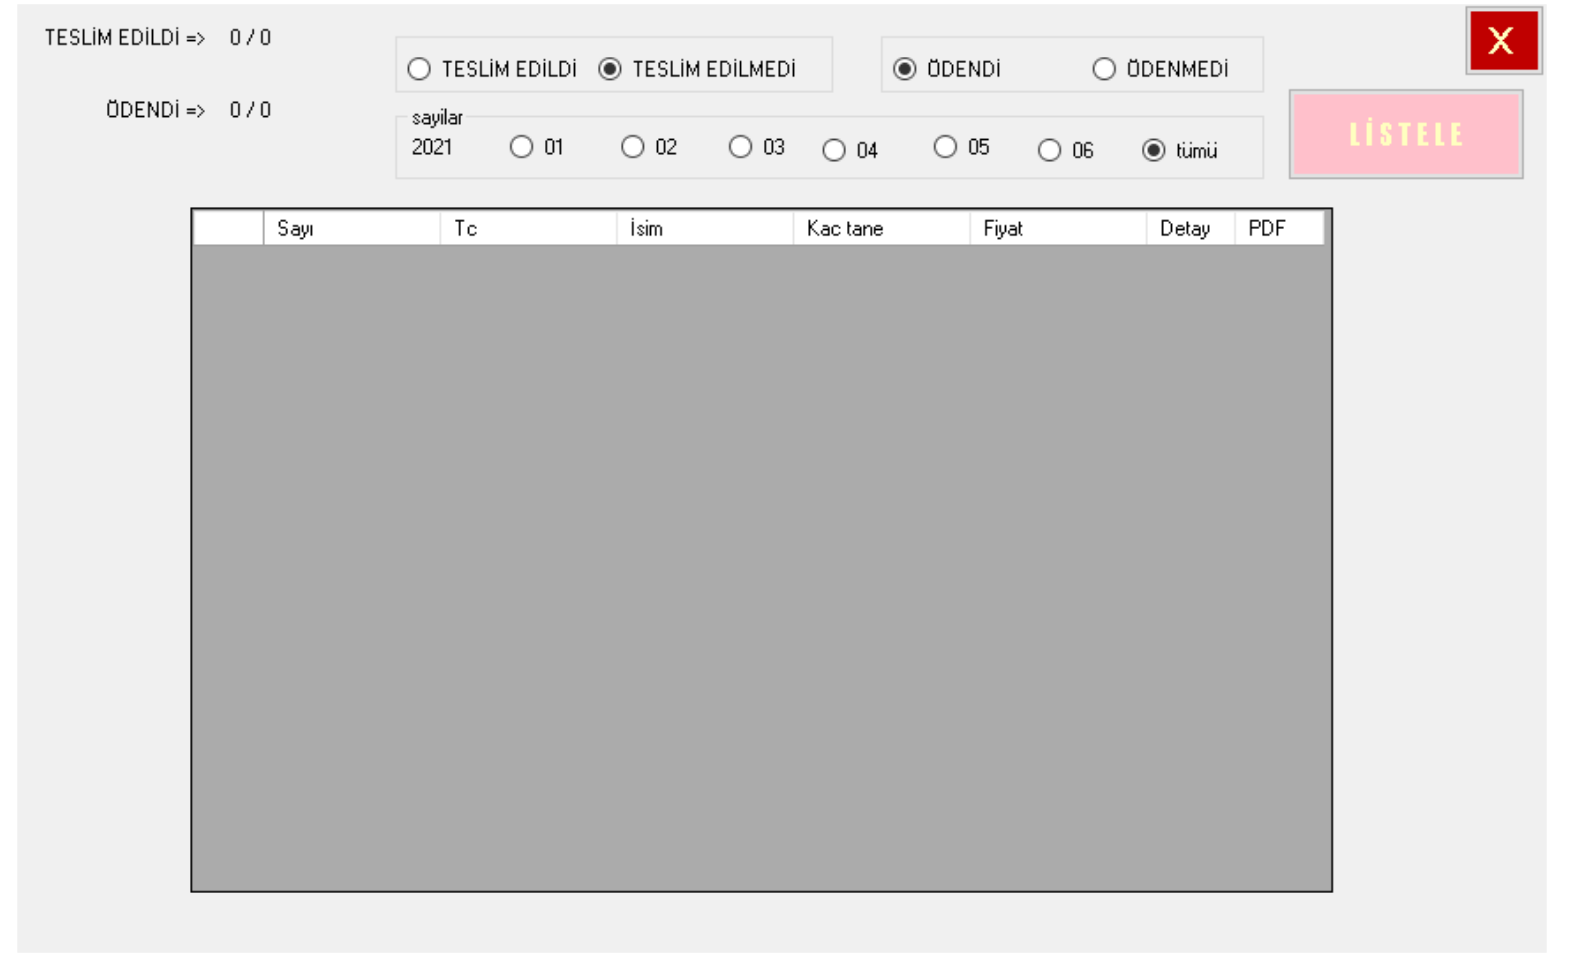 TESLİM EDİLDİ => 0 / 0
TESLİM EDİLDİ TESLİM EDİLMEDİ ÖDENDİ ÖDENMEDİ
X
ÖDENDİ => 0 / 0
sayilar
2021 01 02 03 04 05 06 tümü
LİSTELE
Sayı Tc İsim Kac tane Fiyat Detay PDF